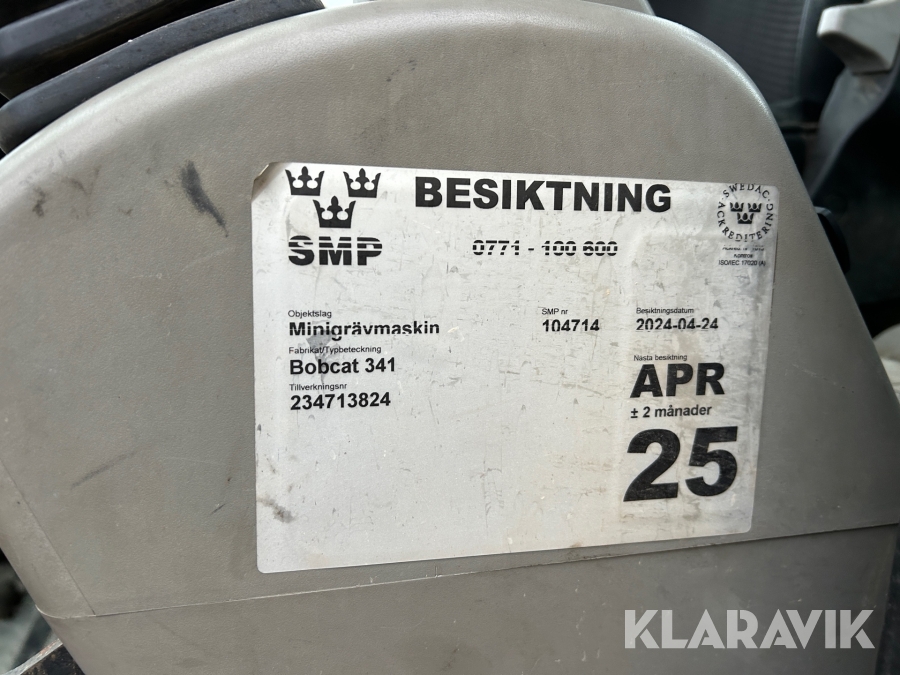 BESIKTNING
SMP
0771 - 100 600
SWEDAC
ACKREDITERING
ISO/IEC 17020 (A)
Objektslag
Minigrävmaskin
SMP nr
104714
Besiktningsdatum
2024-04-24
Fabrikat/Typbeteckning
Bobcat 341
Tillverkningsnr
234713824
Nästa besiktning
APR
± 2 månader
25
KLARAVIK